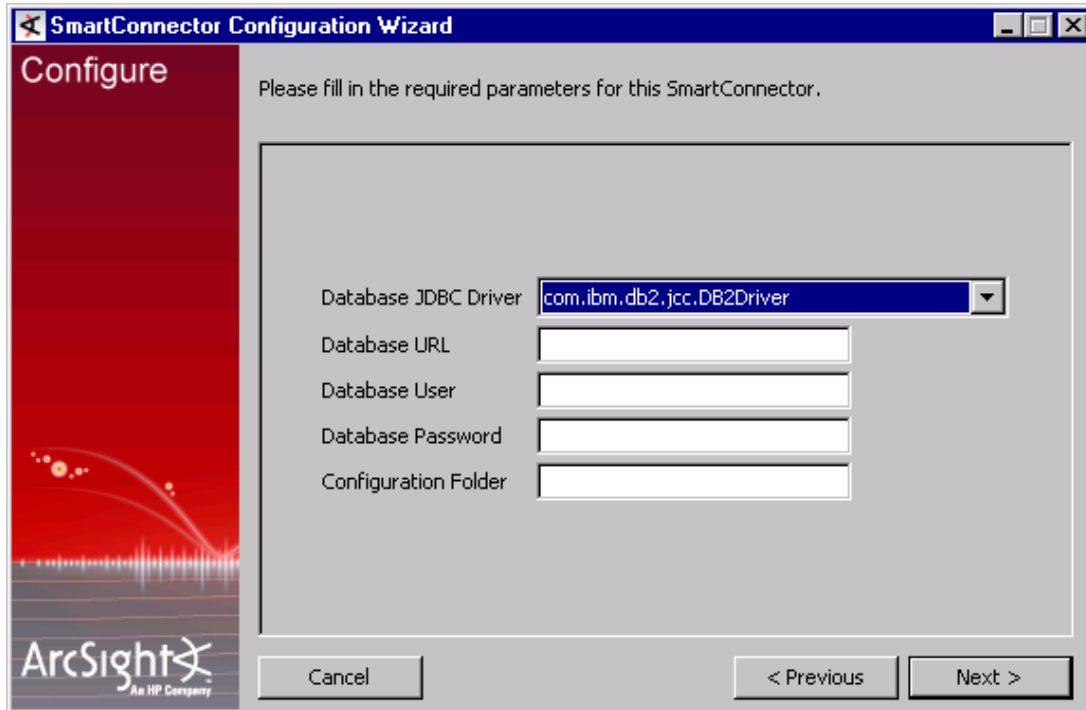 SmartConnector Configuration Wizard
Configure
Please fill in the required parameters for this SmartConnector.
Database JDBC Driver com.ibm.db2.jcc.DB2Driver
Database URL
Database User
Database Password
Configuration Folder
ArcSight
An HP Company
Cancel < Previous Next >